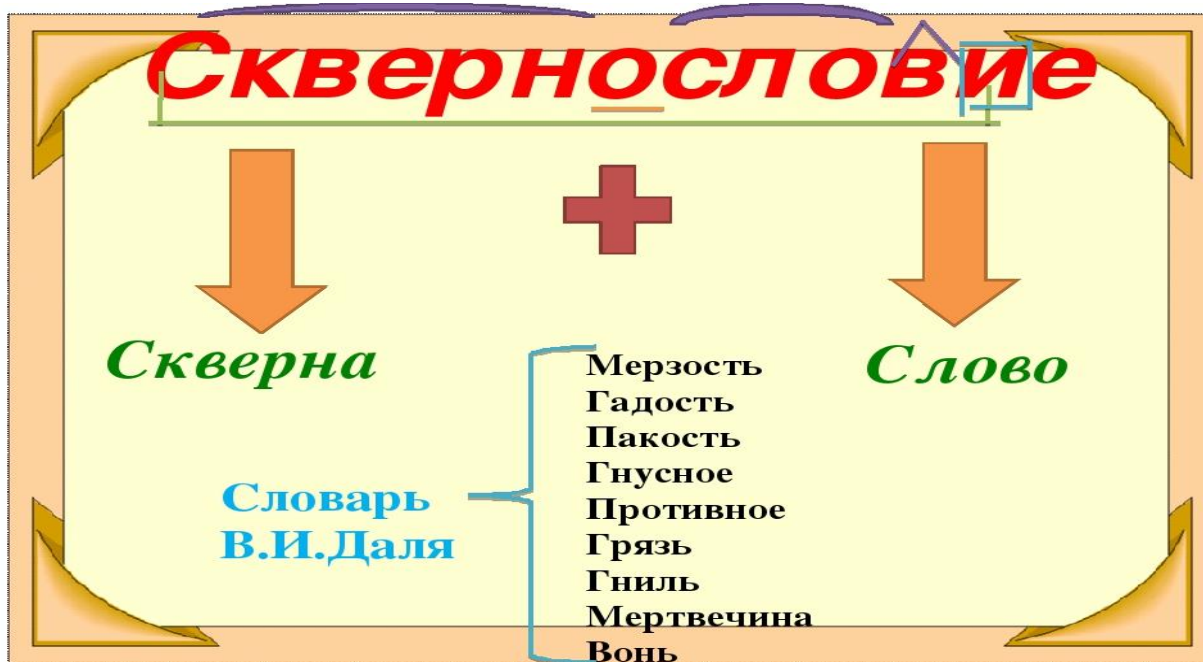 Сквернословие
Скверна
Слово
Словарь
В.И.Даля
Мерзость
Гадость
Пакость
Гнусное
Противное
Грязь
Гниль
Мертвечина
Вонь